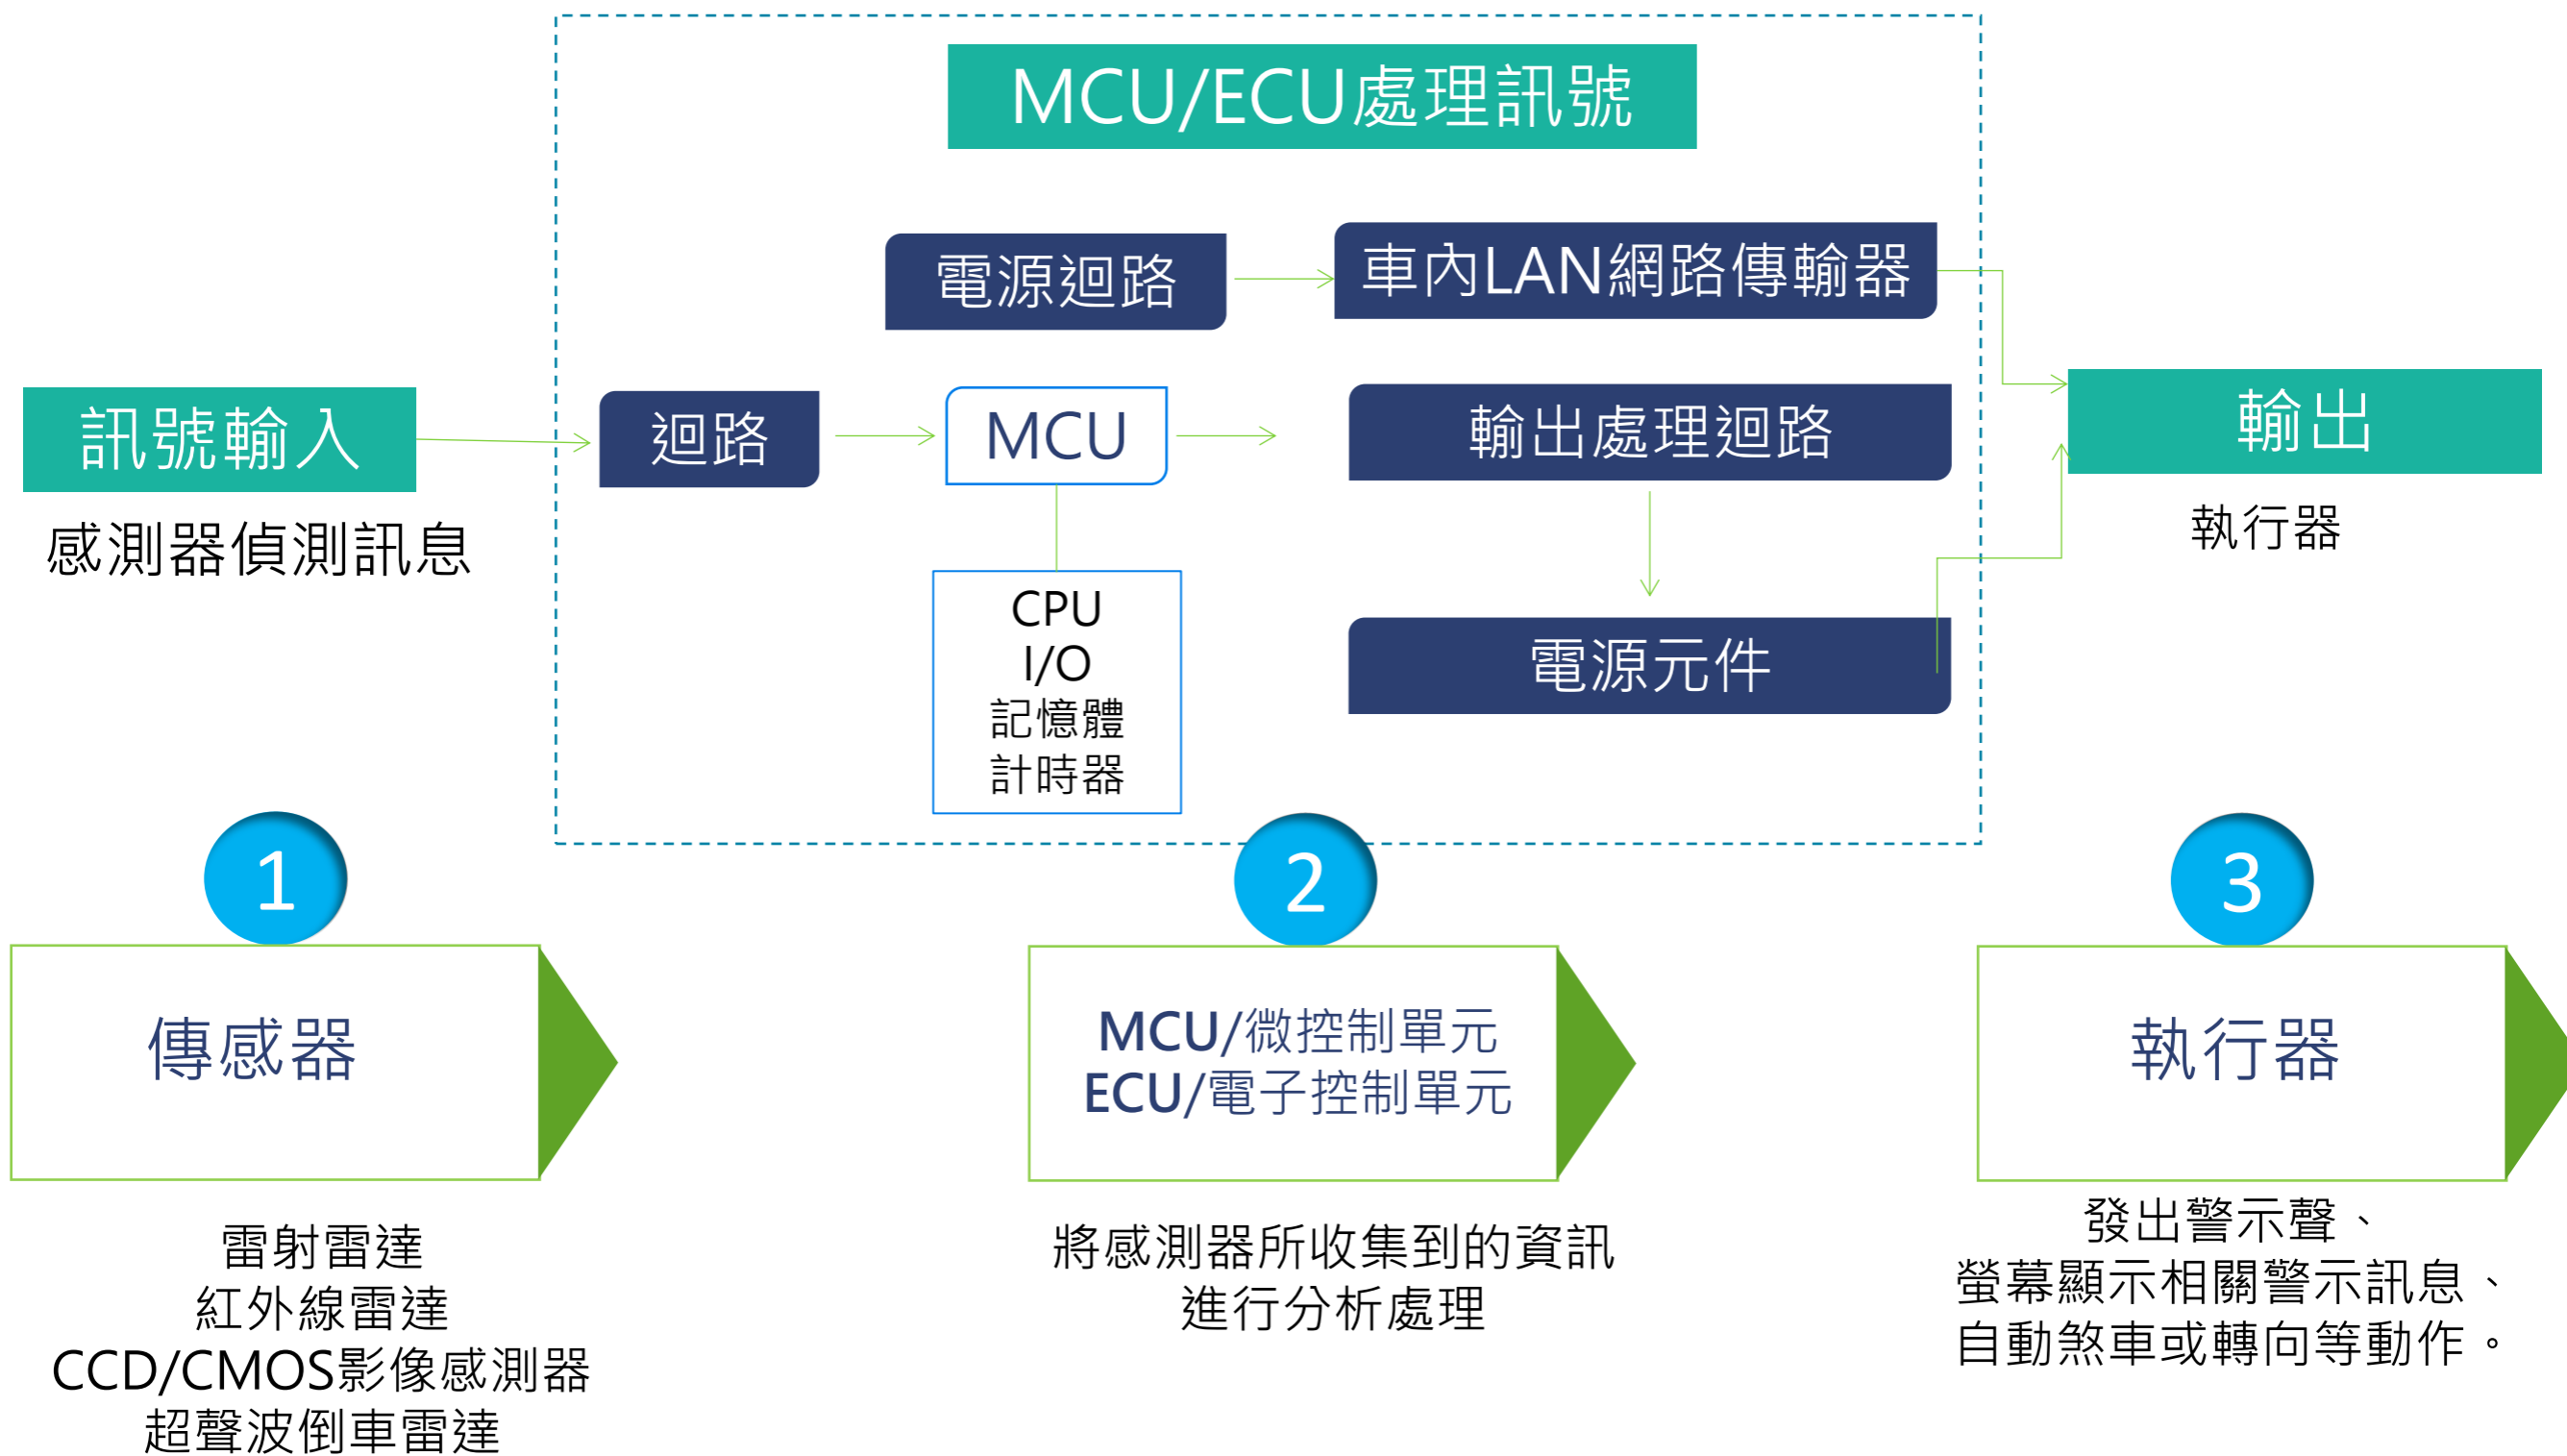 MCU/ECU處理訊號
電源迴路
車內LAN網路傳輸器
訊號輸入
迴路
MCU
輸出處理迴路
輸出
感測器偵測訊息
執行器
CPU
I/O
記憶體
計時器
電源元件
1
2
3
傳感器
MCU/微控制單元
ECU/電子控制單元
執行器
雷射雷達
紅外線雷達
CCD/CMOS影像感測器
超聲波倒車雷達
將感測器所收集到的資訊
進行分析處理
發出警示聲、
螢幕顯示相關警示訊息、
自動煞車或轉向等動作。